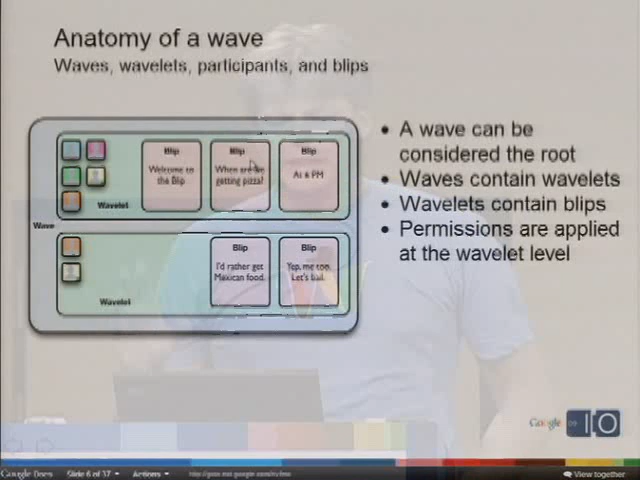 Anatomy of a wave
Waves, wavelets, participants, and blips
Wave
Wavelet
Blip
Welcome to
the Blip
Blip
When are we
getting pizza?
Blip
At 6 PM
Wavelet
Blip
I'd rather get
Mexican food.
Blip
Yep, me too.
Let's bail.
• A wave can be
considered the root
• Waves contain wavelets
• Wavelets contain blips
• Permissions are applied
at the wavelet level
Google
IO
Google Docs
Slide 6 of 37
Actions
View together